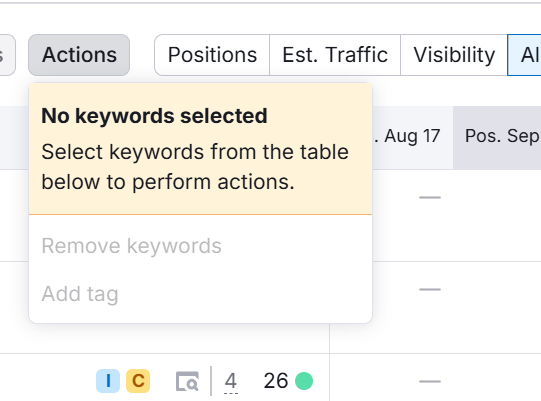 s Actions Positions Est. Traffic Visibility Al
No keywords selected
Select keywords from the table
below to perform actions.
. Aug 17 Pos. Sep
—
Remove keywords
Add tag
—
I C 4 26 —